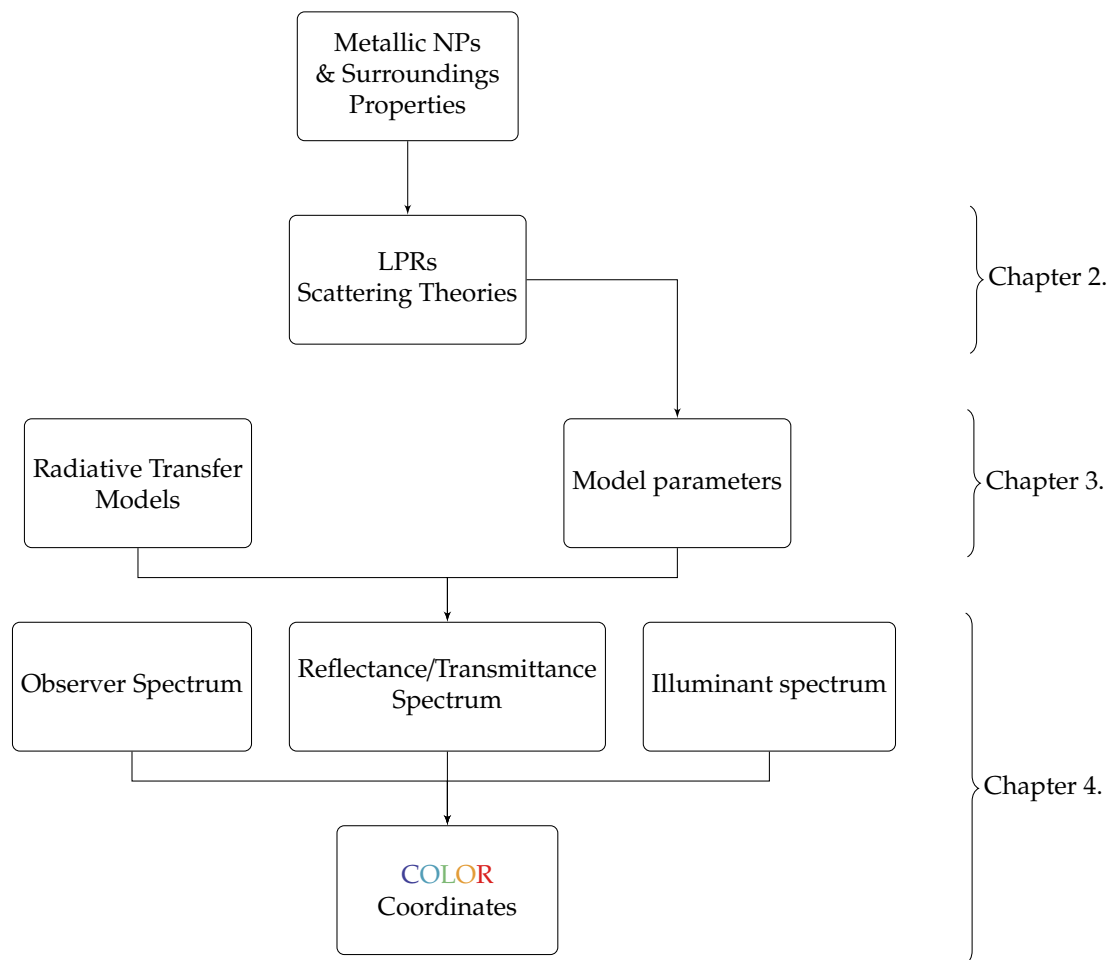 Metallic NPs
& Surroundings
Properties
LPRs
Scattering Theories
Chapter 2.
Radiative Transfer
Models
Model parameters
Chapter 3.
Observer Spectrum
Reflectance/Transmittance
Spectrum
Illuminant spectrum
Chapter 4.
COLOR
Coordinates